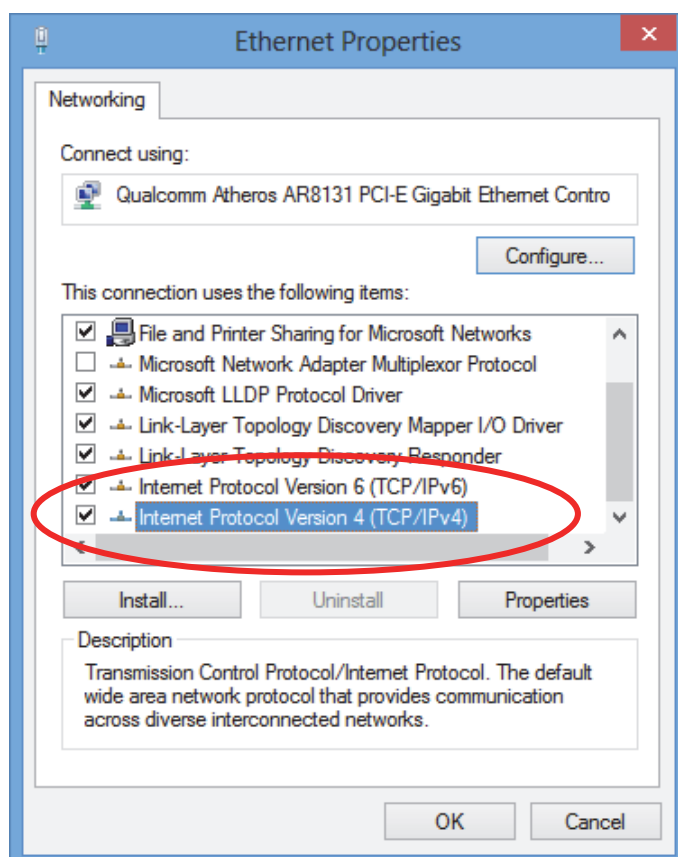 Ethernet Properties
Networking
Connect using:
Qualcomm Atheros AR8131 PCI-E Gigabit Ethernet Contro
Configure...
This connection uses the following items:
File and Printer Sharing for Microsoft Networks
Microsoft Network Adapter Multiplexor Protocol
Microsoft LLDP Protocol Driver
Link-Layer Topology Discovery Mapper I/O Driver
Link-Layer Topology Discovery Responder
Internet Protocol Version 6 (TCP/IPv6)
Internet Protocol Version 4 (TCP/IPv4)
Install... Uninstall Properties
Description
Transmission Control Protocol/Internet Protocol. The default
wide area network protocol that provides communication
across diverse interconnected networks.
OK Cancel